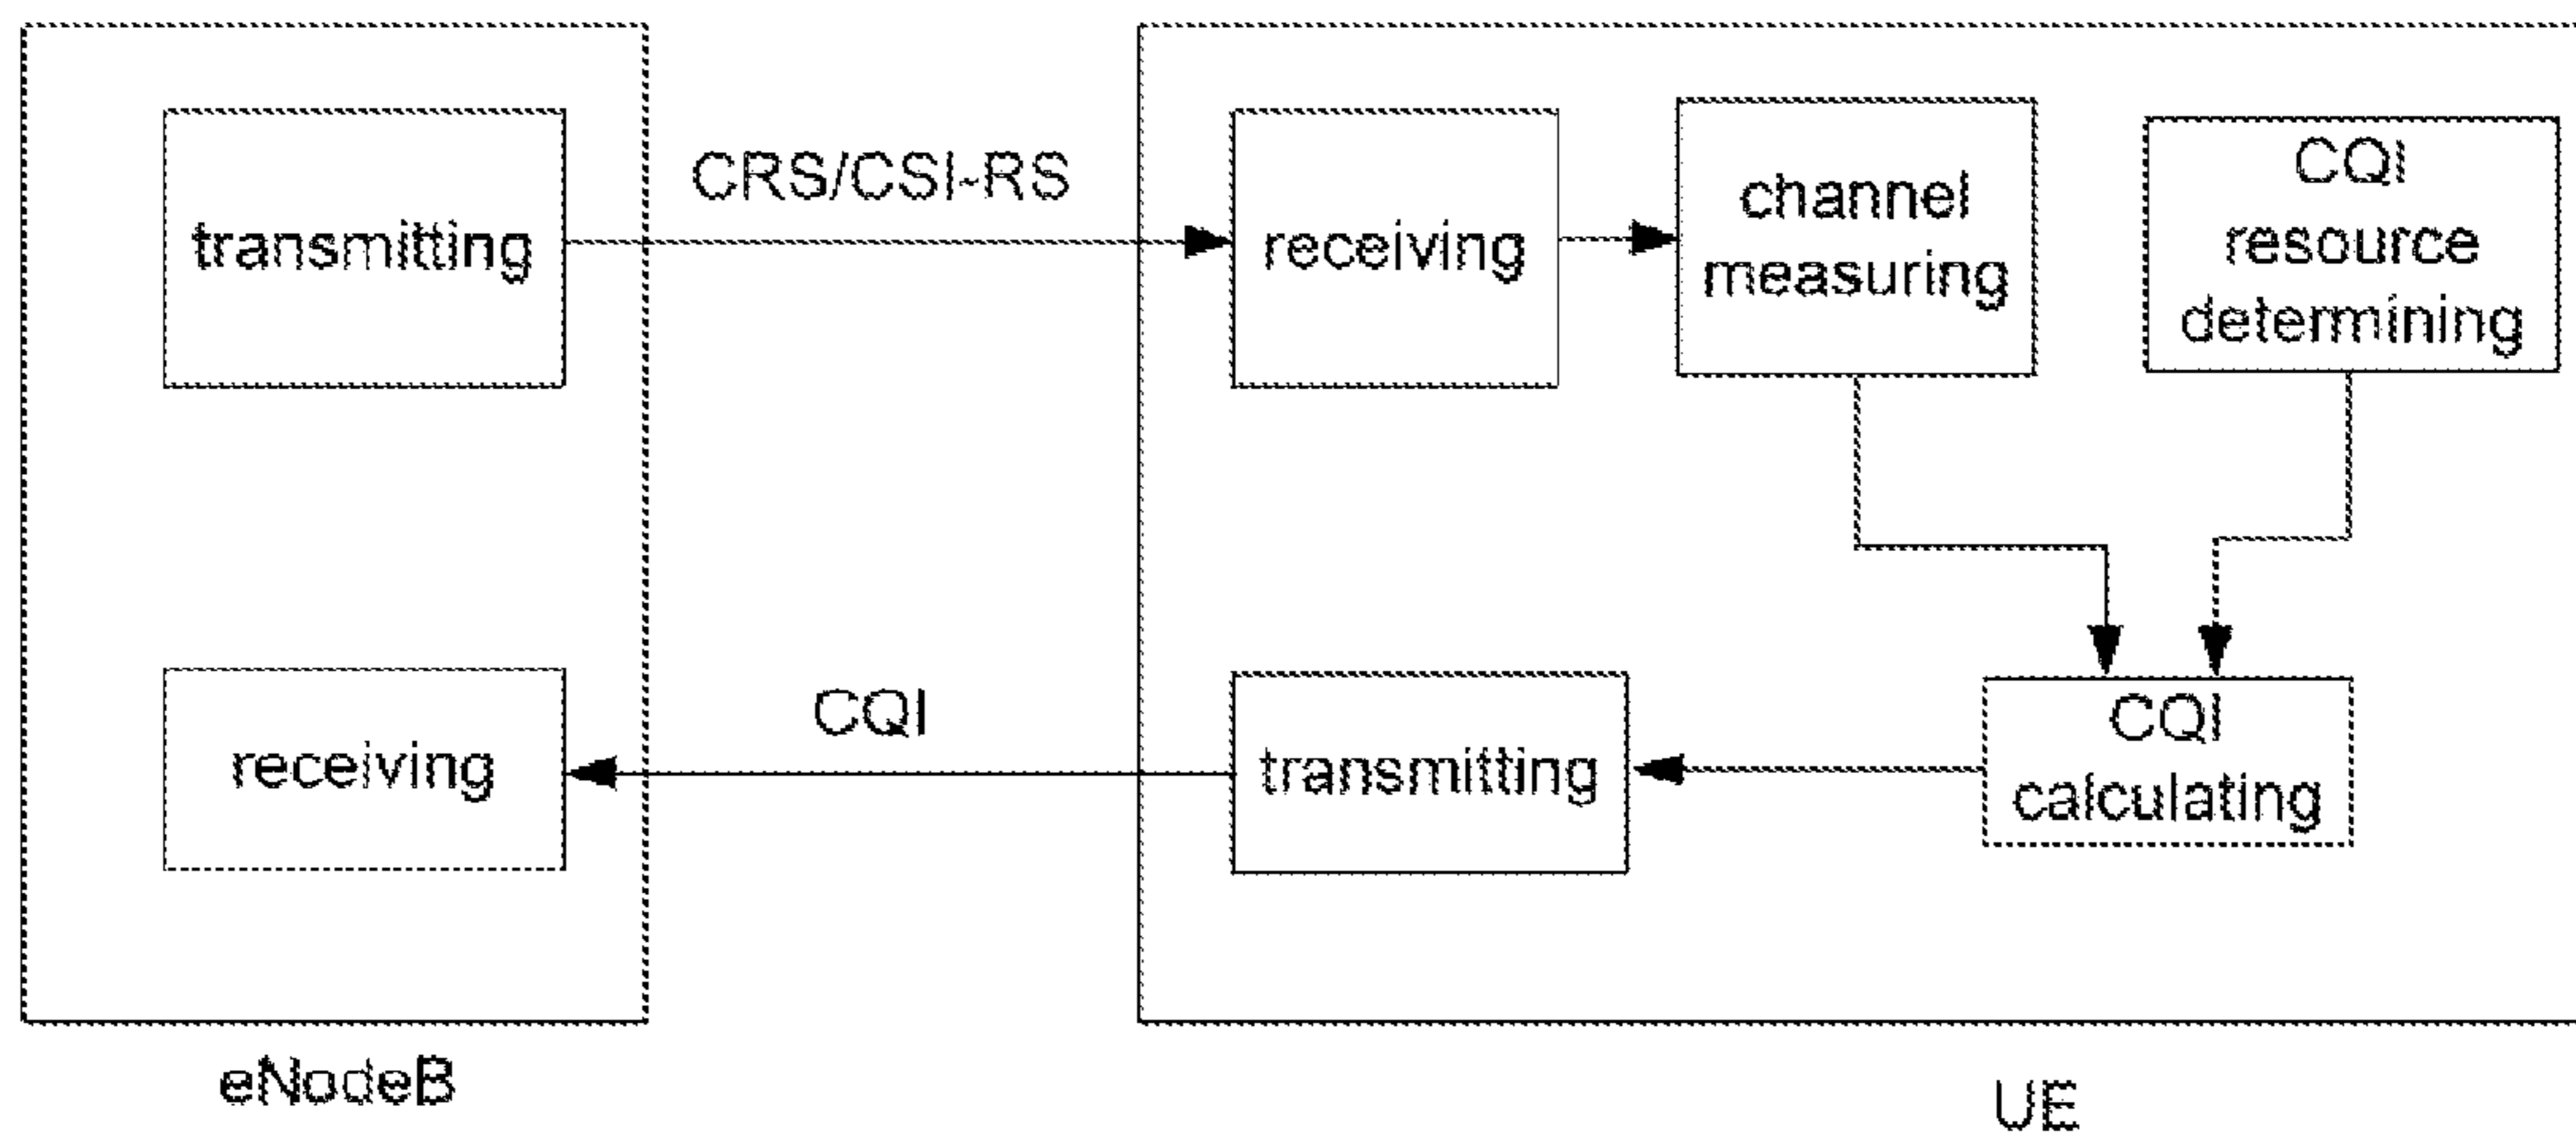 transmitting
CRS/CSI-RS
receiving
channel
measuring
CQI
resource
determining
receiving
CQI
transmitting
CQI
calculating
eNodeB
UE